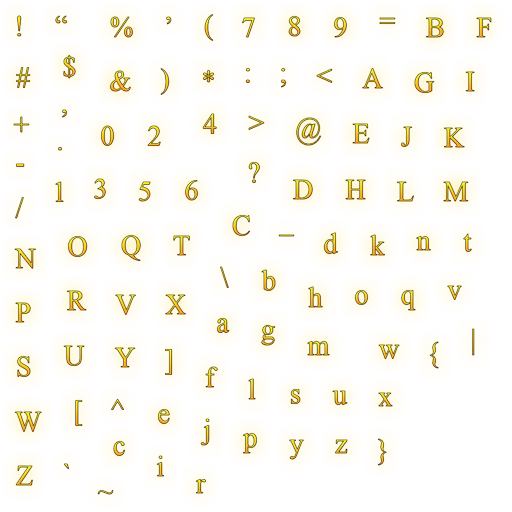 ! “ % ’ ( 7 8 9 = B F
# $ & ) * : ; < A G I
+ , . 0 2 4 > @ E J K
- / 1 3 5 6 ? D H L M
N O Q T C _ d k n t
P R V X \ b h o q v
S U Y ] a g m w { |
W [ ^ e f l s u x
Z ` c i j p y z }
~ r